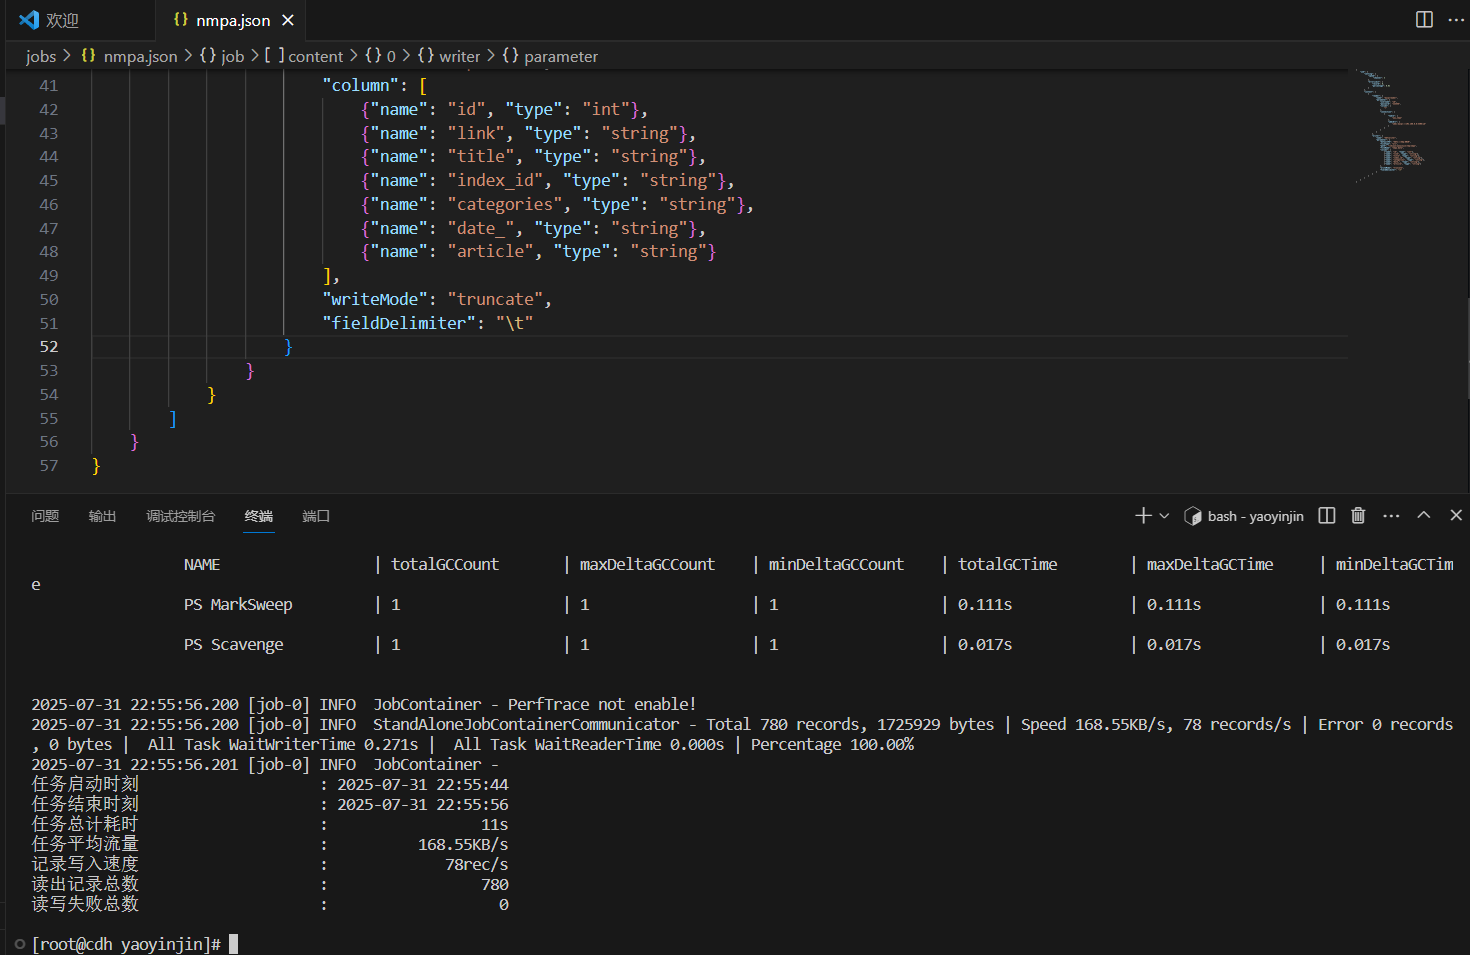 欢迎
{} nmpa.json ×
jobs > {} nmpa.json > {} job > [ ] content > {} 0 > {} writer > {} parameter
41 "column": [
42 {"name": "id", "type": "int"},
43 {"name": "link", "type": "string"},
44 {"name": "title", "type": "string"},
45 {"name": "index_id", "type": "string"},
46 {"name": "categories", "type": "string"},
47 {"name": "date_", "type": "string"},
48 {"name": "article", "type": "string"}
49 ],
50 "writeMode": "truncate",
51 "fieldDelimiter": "\t"
52 }
53 }
54 }
55 ]
56 }
57 }
问题 输出 调试控制台 终端 端口
bash - yaoyinjin
NAME | totalGCCount | maxDeltaGCCount | minDeltaGCCount | totalGCTime | maxDeltaGCTime | minDeltaGCTim
e
PS MarkSweep | 1 | 1 | 1 | 0.111s | 0.111s | 0.111s
PS Scavenge | 1 | 1 | 1 | 0.017s | 0.017s | 0.017s
2025-07-31 22:55:56.200 [job-0] INFO  JobContainer - PerfTrace not enable!
2025-07-31 22:55:56.200 [job-0] INFO  StandAloneJobContainerCommunicator - Total 780 records, 1725929 bytes | Speed 168.55KB/s, 78 records/s | Error 0 records
, 0 bytes |  All Task WaitWriterTime 0.271s |  All Task WaitReaderTime 0.000s | Percentage 100.00%
2025-07-31 22:55:56.201 [job-0] INFO  JobContainer -
任务启动时刻 : 2025-07-31 22:55:44
任务结束时刻 : 2025-07-31 22:55:56
任务总计耗时 : 11s
任务平均流量 : 168.55KB/s
记录写入速度 : 78rec/s
读出记录总数 : 780
读写失败总数 : 0
[root@cdh yaoyinjin]#